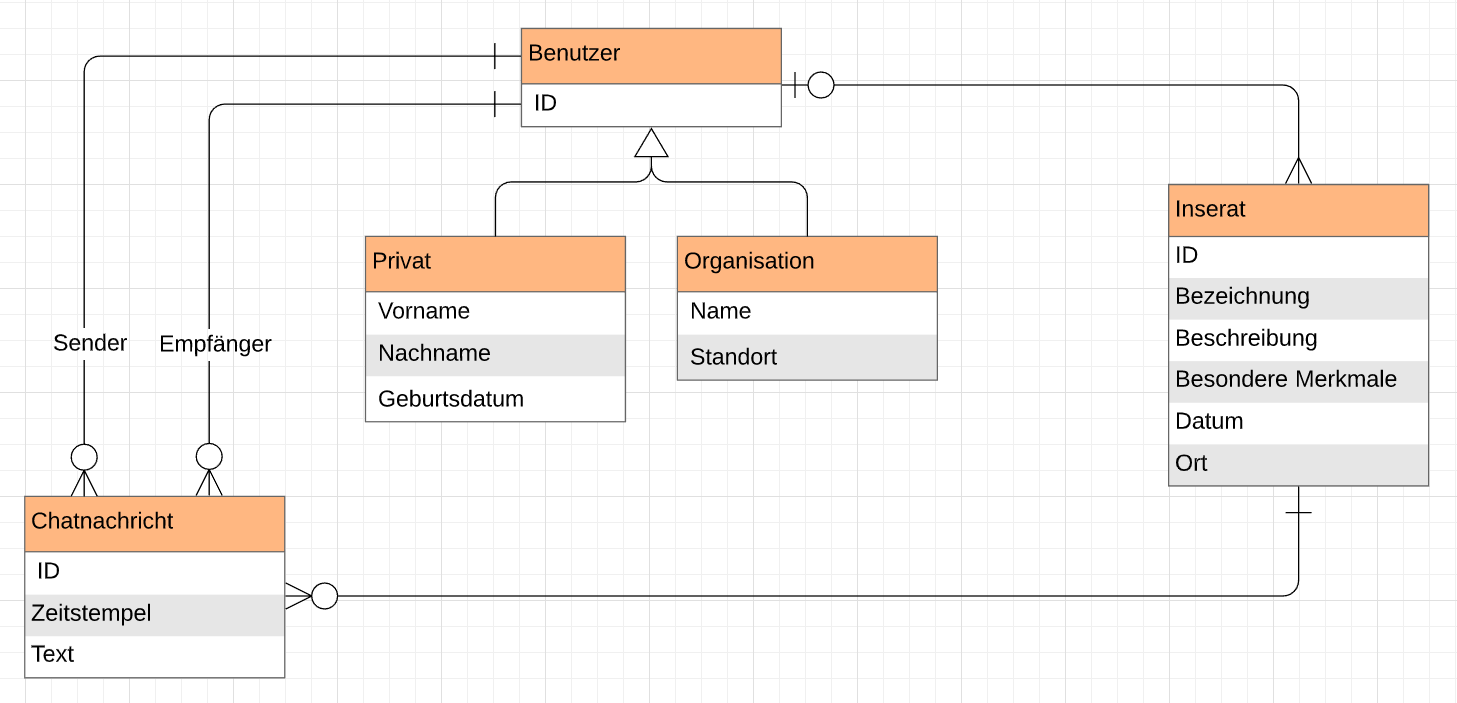 Benutzer
ID
Privat
Vorname
Nachname
Geburtsdatum
Organisation
Name
Standort
Inserat
ID
Bezeichnung
Beschreibung
Besondere Merkmale
Datum
Ort
Sender
Empfänger
Chatnachricht
ID
Zeitstempel
Text